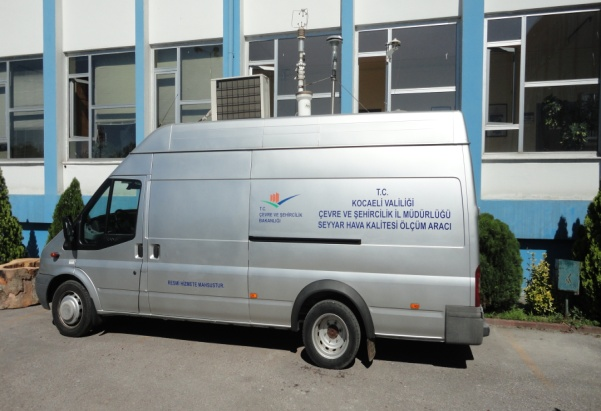 T.C.
ÇEVRE VE ŞEHİRCİLİK
BAKANLIĞI
T.C.
KOCAELİ VALİLİĞİ
ÇEVRE VE ŞEHİRCİLİK İL MÜDÜRLÜĞÜ
SEYYAR HAVA KALİTESİ ÖLÇÜM ARACI
RESMİ HİZMETE MAHSUSTUR